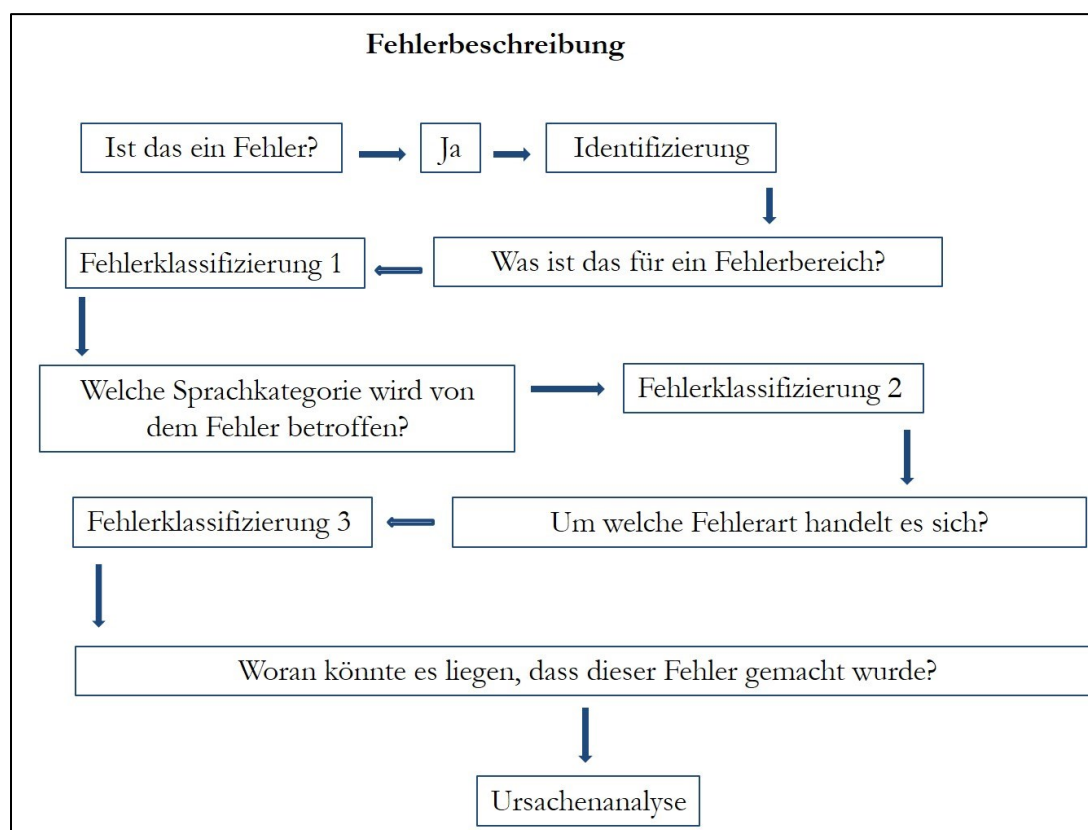 Fehlerbeschreibung
Ist das ein Fehler?
Ja
Identifizierung
Was ist das für ein Fehlerbereich?
Fehlerklassifizierung 1
Welche Sprachkategorie wird von
dem Fehler betroffen?
Fehlerklassifizierung 2
Um welche Fehlerart handelt es sich?
Fehlerklassifizierung 3
Woran könnte es liegen, dass dieser Fehler gemacht wurde?
Ursachenanalyse